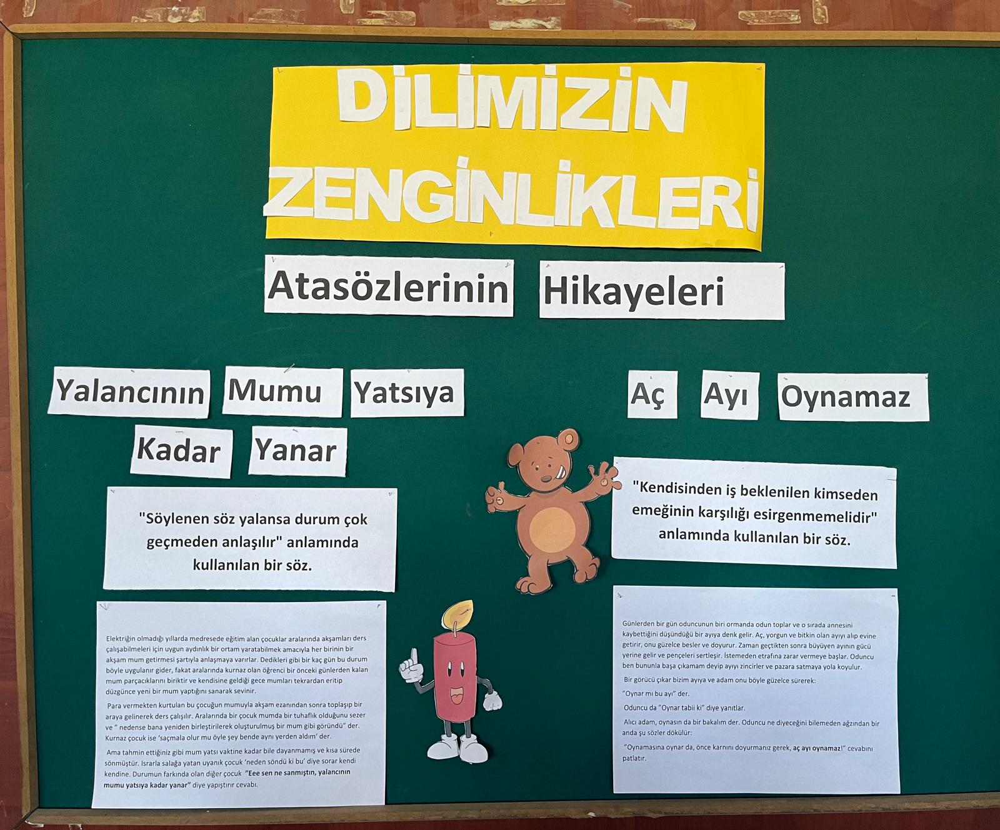 DİLİMİZİN
ZENGİNLİKLERİ
Atasözlerinin Hikayeleri
Yalancının Mumu Yatsıya
Kadar Yanar
"Söylenen söz yalansa durum çok
geçmeden anlaşılır" anlamında
kullanılan bir söz.
Elektriğin olmadığı yıllarda medresede eğitim alan çocuklar aralarında akşamları ders
çalışabilmeleri için uygun aydınlık bir ortam yaratabilmek amacıyla her birinin bir
akşam mum getirmesi şartıyla anlaşmaya varırlar. Dedikleri gibi bir kaç gün bu durum
böyle uygulanır gider, fakat aralarında kurnaz olan öğrenci bir önceki günlerden kalan
mum parçacıklarını biriktir ve kendisine geldiği gece mumları tekrardan eritip
düzgünce yeni bir mum yaptığını sanarak sevinir.
Para vermekten kurtulan bu çocuğun mumuyla akşam ezanından sonra toplaşıp bir
araya gelinerek ders çalışılır. Aralarında bir çocuk mumda bir tuhaflık olduğunu sezer
ve " nedense bana yeniden birleştirilerek oluşturulmuş bir mum gibi göründü" der.
Kurnaz çocuk ise 'saçmala olur mu öyle şey bende aynı yerden aldım' der.
Ama tahmin ettiğiniz gibi mum yatsı vaktine kadar bile dayanmamış ve kısa sürede
sönmüştür. Israrla salağa yatan uyanık çocuk 'neden söndü ki bu' diye sorar kendi
kendine. Durumun farkında olan diğer çocuk "Eee sen ne sanmıştın, yalancının
mumu yatsıya kadar yanar" diye yapıştırır cevabı.
Aç Ayı Oynamaz
"Kendisinden iş beklenilen kimseden
emeğinin karşılığı esirgenmemelidir"
anlamında kullanılan bir söz.
Günlerden bir gün oduncunun biri ormanda odun toplar ve o sırada annesini
kaybettiğini düşündüğü bir ayıya denk gelir. Aç, yorgun ve bitkin olan ayıyı alıp evine
getirir, onu güzelce besler ve doyurur. Zaman geçtikten sonra büyüyen ayının gücü
yerine gelir ve pençeleri sertleşir. İstemeden etrafına zarar vermeye başlar. Oduncu
ben bununla başa çıkamam deyip ayıyı zincirler ve pazara satmaya yola koyulur.
Bir görücü çıkar bizim ayıya ve adam onu böyle güzelce sürerek:
"Oynar mı bu ayı" der.
Oduncu da "Oynar tabii ki" diye yanıtlar.
Alıcı adam, oynasın da bir bakalım der. Oduncu ne diyeceğini bilemeden ağzından bir
anda şu sözler dökülür:
"Oynamasına oynar da, önce karnını doyurmanız gerek, aç ayı oynamaz!" cevabını
patlatır.